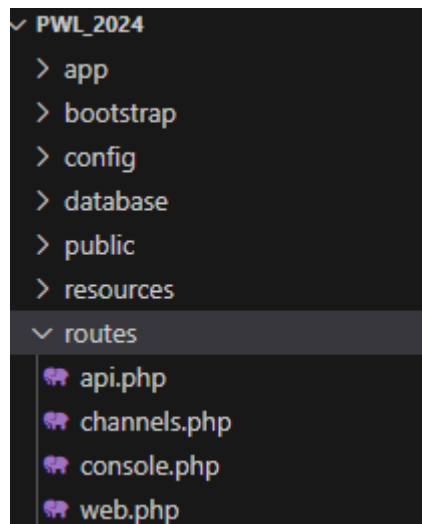 PWL_2024
app
bootstrap
config
database
public
resources
routes
api.php
channels.php
console.php
web.php